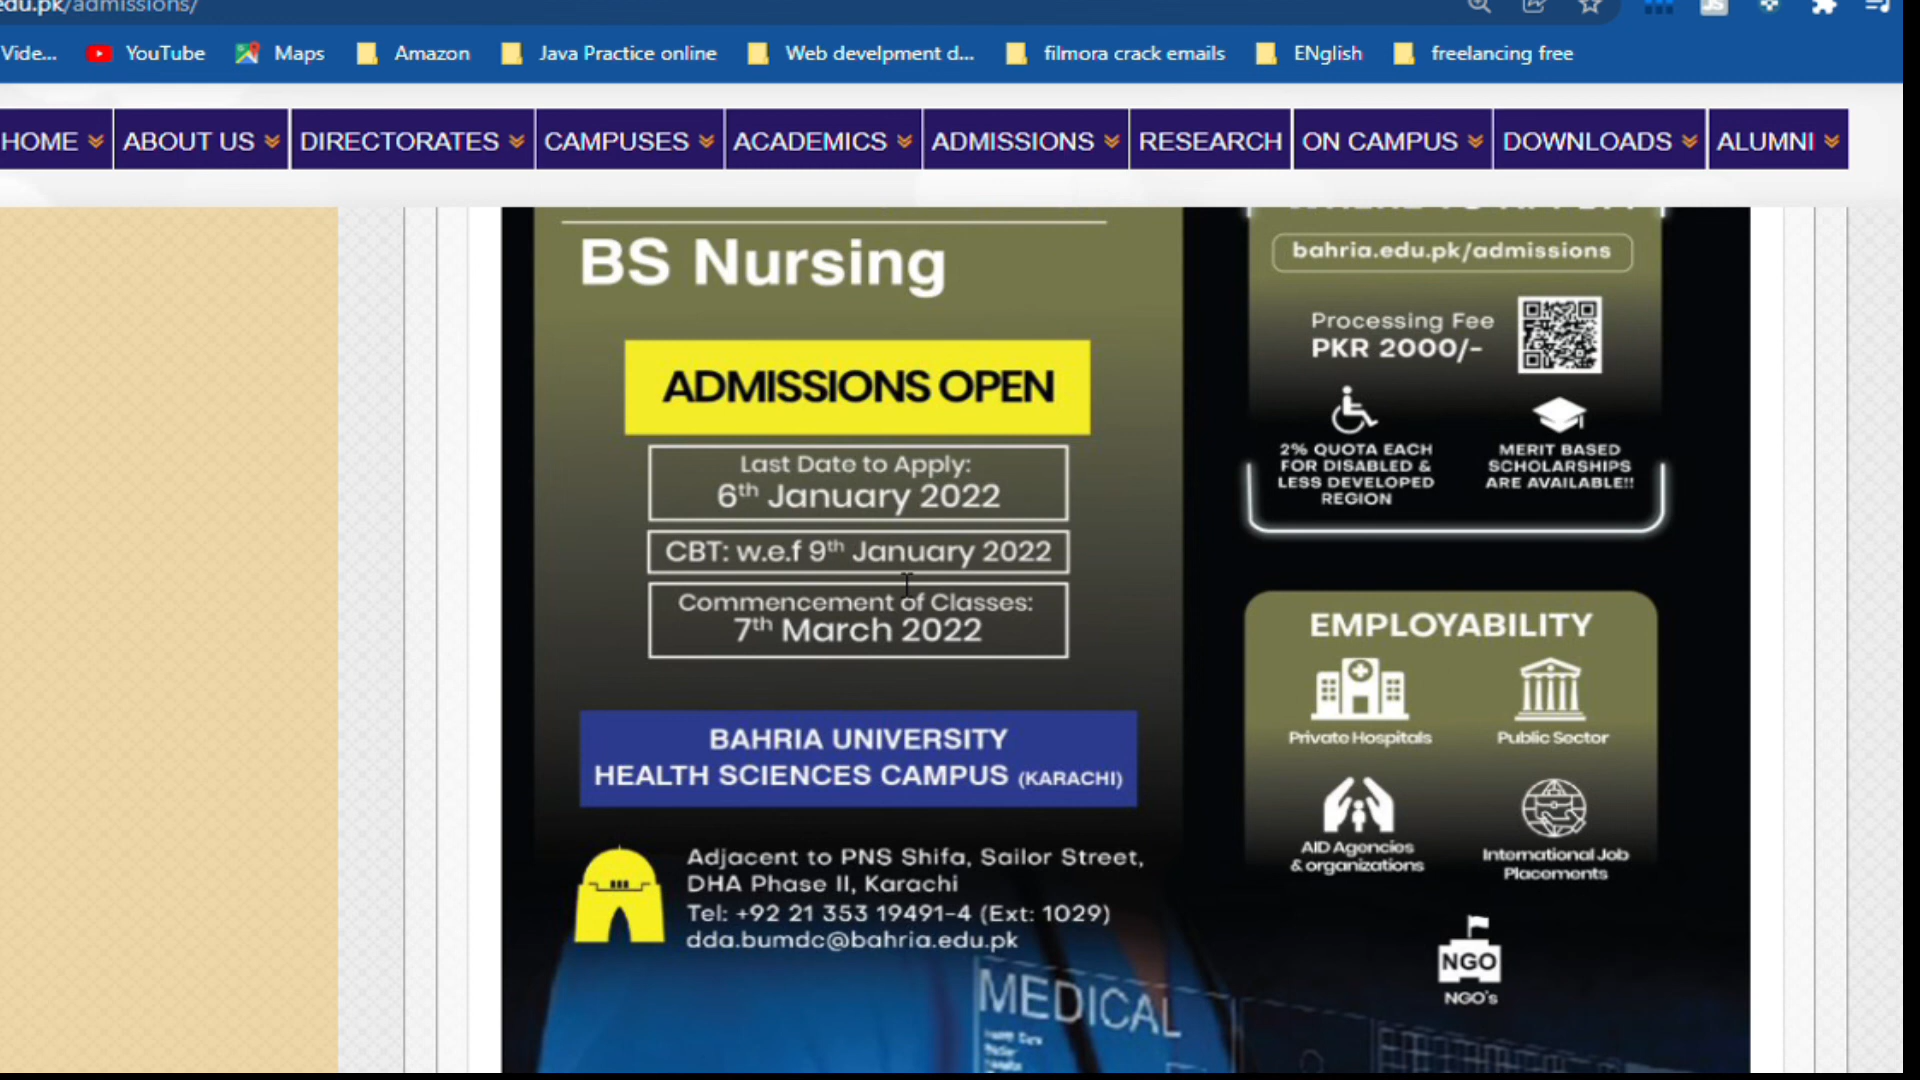 edu.pk/admissions/
Vide... YouTube Maps Amazon Java Practice online Web develpment d... filmora crack emails ENglish freelancing free
HOME ABOUT US DIRECTORATES CAMPUSES ACADEMICS ADMISSIONS RESEARCH ON CAMPUS DOWNLOADS ALUMNI
BS Nursing
ADMISSIONS OPEN
Last Date to Apply:
6th January 2022
CBT: w.e.f 9th January 2022
Commencement of Classes:
7th March 2022
BAHRIA UNIVERSITY
HEALTH SCIENCES CAMPUS (KARACHI)
Adjacent to PNS Shifa, Sailor Street,
DHA Phase II, Karachi
Tel: +92 21 353 19491-4 (Ext: 1029)
dda.bumdc@bahria.edu.pk
MEDICAL
bahria.edu.pk/admissions
Processing Fee
PKR 2000/-
2% QUOTA EACH
FOR DISABLED &
LESS DEVELOPED
REGION
MERIT BASED
SCHOLARSHIPS
ARE AVAILABLE!!
EMPLOYABILITY
Private Hospitals
Public Sector
AID Agencies
& organizations
International Job
Placements
NGO
NGO's